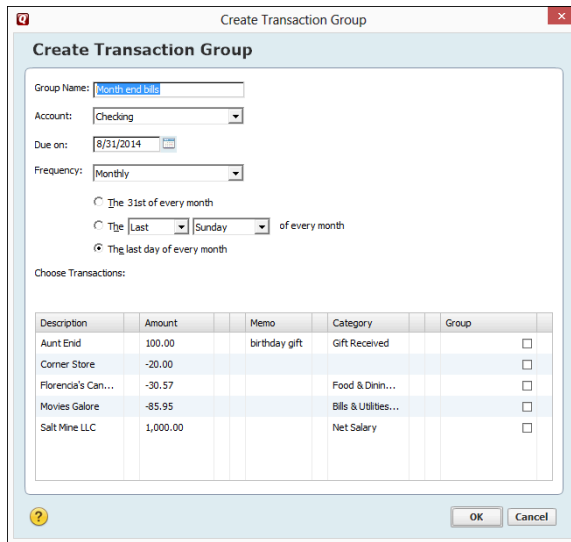 Create Transaction Group
Create Transaction Group
Group Name: Month end bills
Account: Checking
Due on: 8/31/2014
Frequency: Monthly
The 31st of every month
The Last Sunday of every month
The last day of every month
Choose Transactions:
Description Amount Memo Category Group
Aunt Enid 100.00 birthday gift Gift Received
Corner Store -20.00
Florencia's Can... -30.57 Food & Dinin...
Movies Galore -85.95 Bills & Utilities...
Salt Mine LLC 1,000.00 Net Salary
? OK Cancel